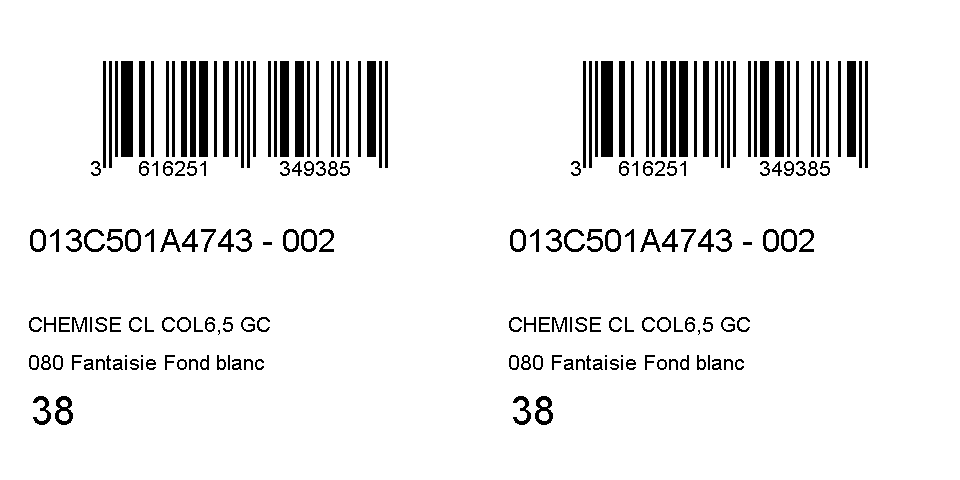 3 616251 349385
013C501A4743 - 002
CHEMISE CL COL6,5 GC
080 Fantaisie Fond blanc
38
3 616251 349385
013C501A4743 - 002
CHEMISE CL COL6,5 GC
080 Fantaisie Fond blanc
38